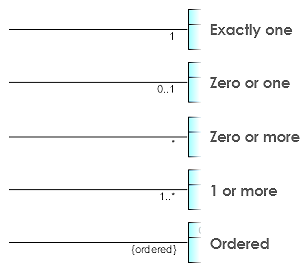 1 Exactly one
0..1 Zero or one
* Zero or more
1..* 1 or more
{ordered} Ordered